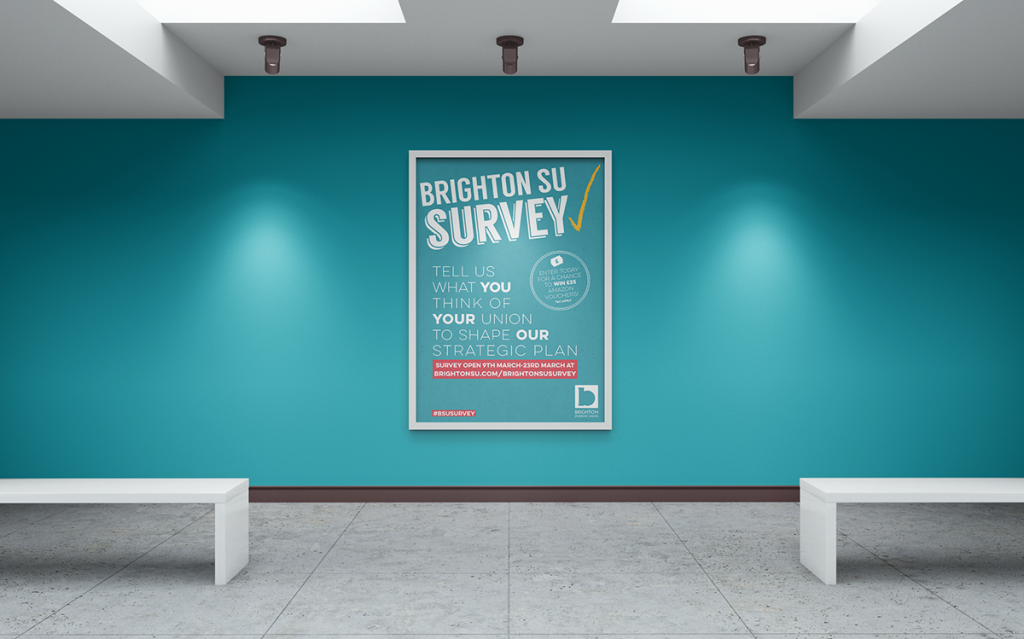 BRIGHTON SU
SURVEY
TELL US
WHAT YOU
THINK OF
YOUR UNION
TO SHAPE OUR
STRATEGIC PLAN
ENTER TODAY
FOR A CHANCE
TO WIN £25
AMAZON
VOUCHERS!
SURVEY OPEN 9TH MARCH-23RD MARCH AT
BRIGHTONSU.COM/BRIGHTONSUSURVEY
#BSUSURVEY
b
BRIGHTON